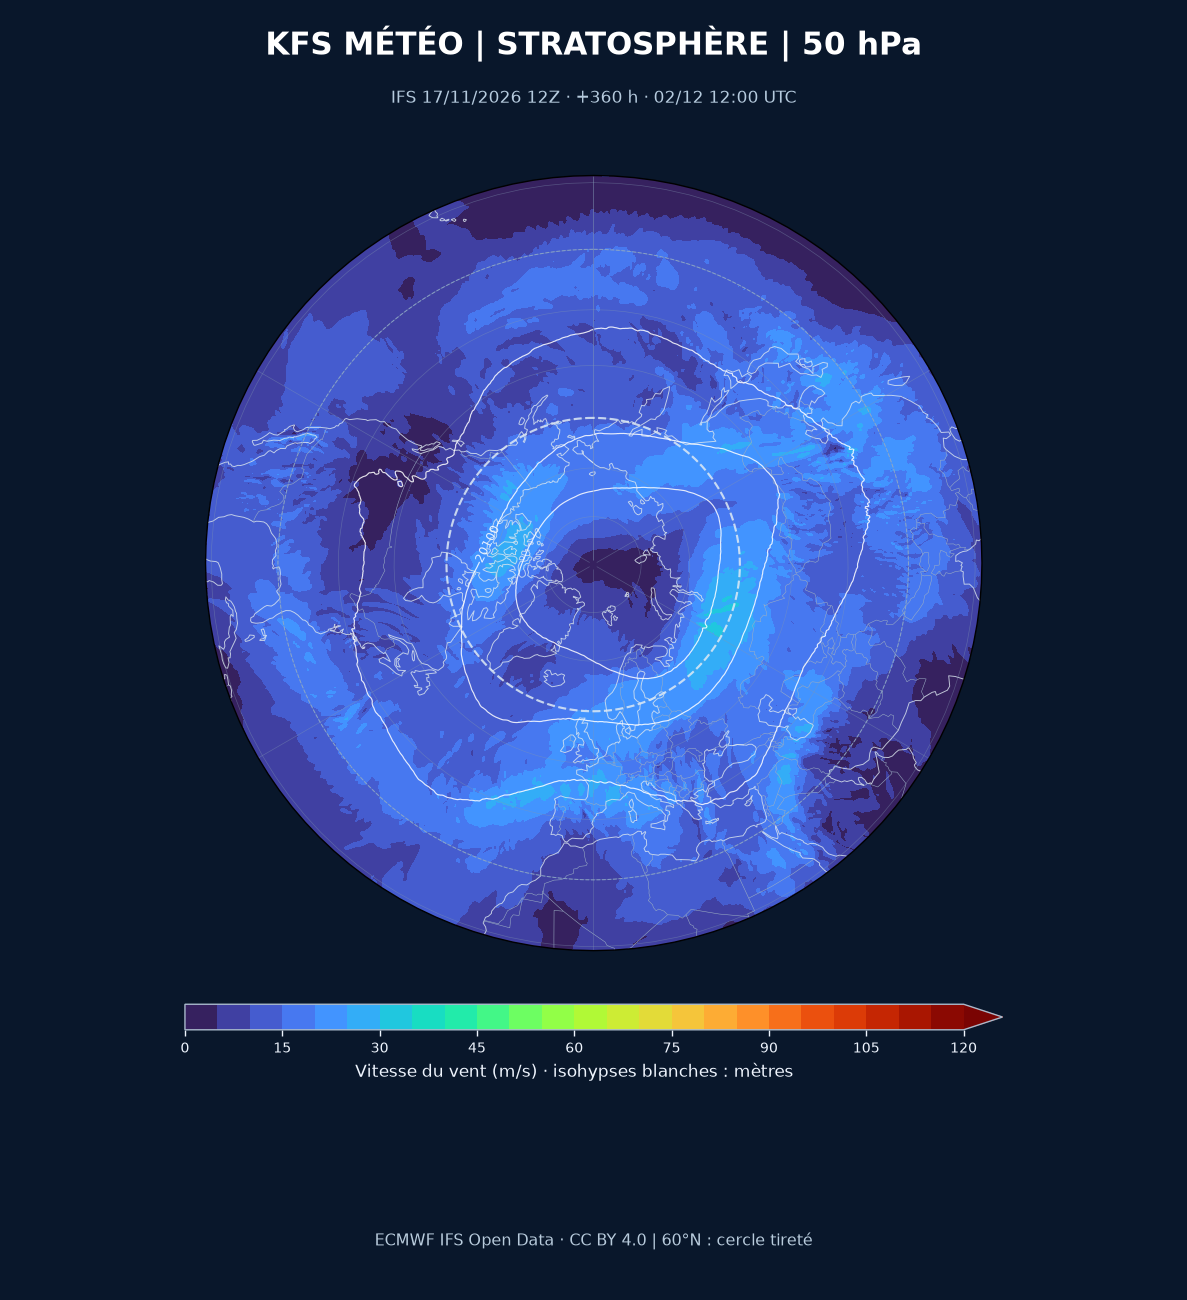 KFS MÉTÉO | STRATOSPHÈRE | 50 hPa
IFS 17/11/2026 12Z · +360 h · 02/12 12:00 UTC
20100
0 15 30 45 60 75 90 105 120
Vitesse du vent (m/s) · isohypses blanches : mètres
ECMWF IFS Open Data · CC BY 4.0 | 60°N : cercle tireté